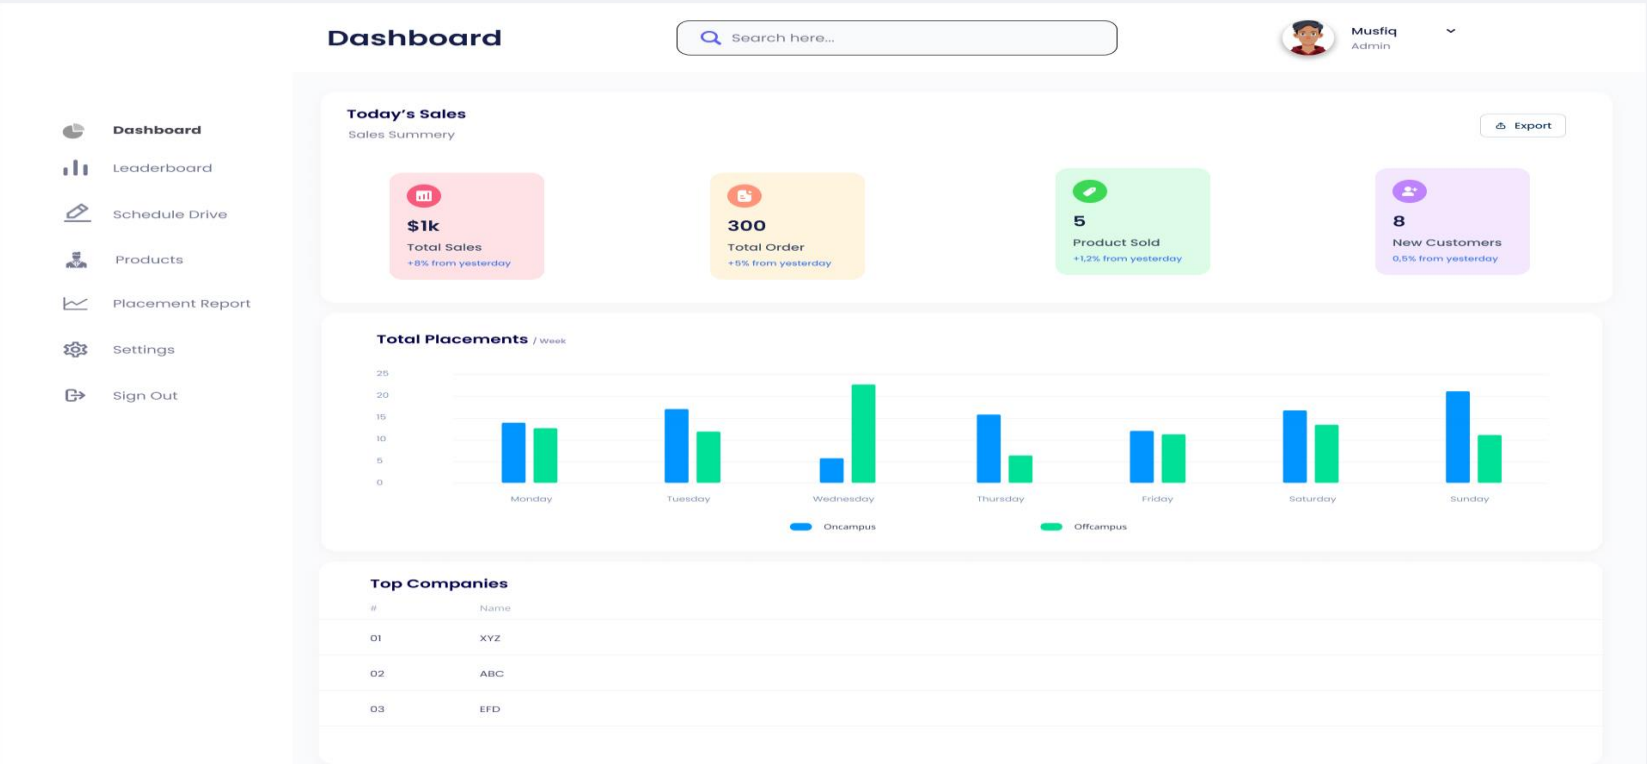 Dashboard
Search here...
Musfiq
Admin
Dashboard
Leaderboard
Schedule Drive
Products
Placement Report
Settings
Sign Out
Today's Sales
Sales Summery
Export
$1k
Total Sales
+8% from yesterday
300
Total Order
+5% from yesterday
5
Product Sold
+1,2% from yesterday
8
New Customers
0,5% from yesterday
Total Placements / Week
25
20
15
10
5
0
Monday Tuesday Wednesday Thursday Friday Saturday Sunday
Oncampus Offcampus
Top Companies
# Name
01 XYZ
02 ABC
03 EFD